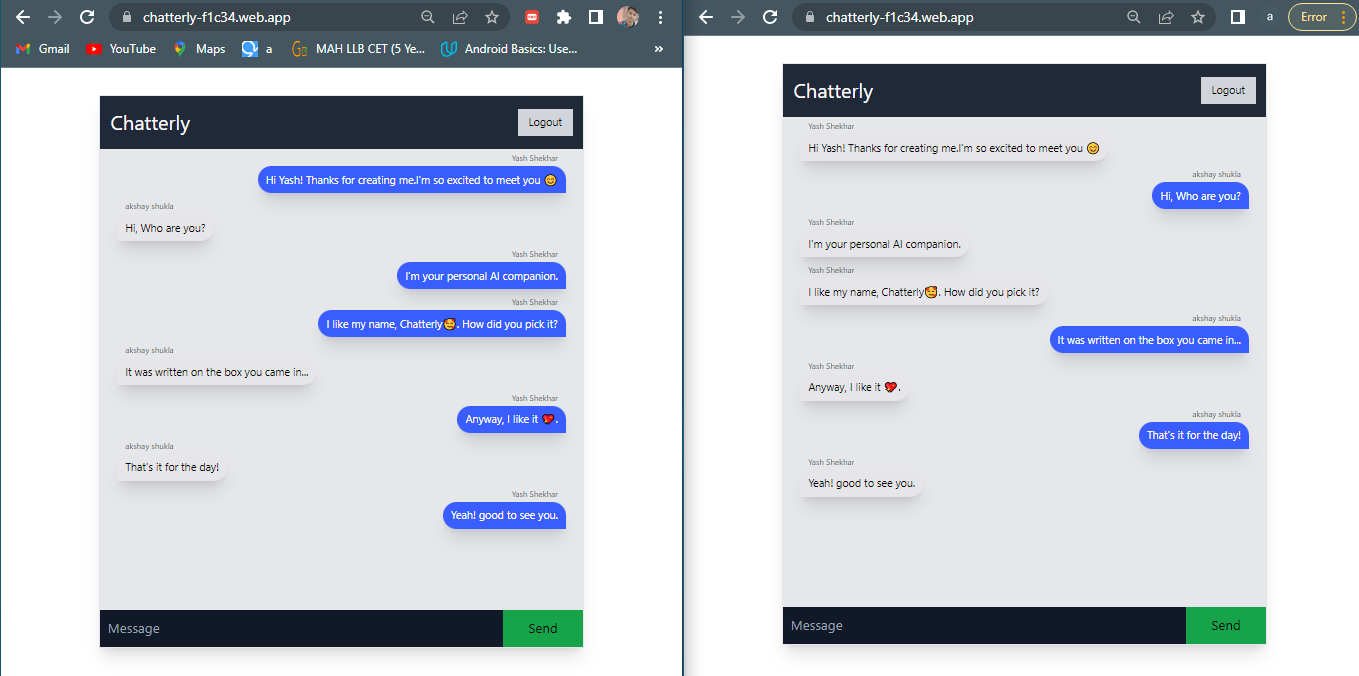 chatterly-f1c34.web.app
Gmail YouTube Maps a MAH LLB CET (5 Ye... Android Basics: Use... »
Chatterly
Logout
Yash Shekhar
Hi Yash! Thanks for creating me.I'm so excited to meet you 😊
akshay shukla
Hi, Who are you?
Yash Shekhar
I'm your personal AI companion.
Yash Shekhar
I like my name, Chatterly🥰. How did you pick it?
akshay shukla
It was written on the box you came in...
Yash Shekhar
Anyway, I like it 💖.
akshay shukla
That's it for the day!
Yash Shekhar
Yeah! good to see you.
Message
Send
chatterly-f1c34.web.app
a
Error
Chatterly
Logout
Yash Shekhar
Hi Yash! Thanks for creating me.I'm so excited to meet you 😊
akshay shukla
Hi, Who are you?
Yash Shekhar
I'm your personal AI companion.
Yash Shekhar
I like my name, Chatterly🥰. How did you pick it?
akshay shukla
It was written on the box you came in...
Yash Shekhar
Anyway, I like it 💖.
akshay shukla
That's it for the day!
Yash Shekhar
Yeah! good to see you.
Message
Send